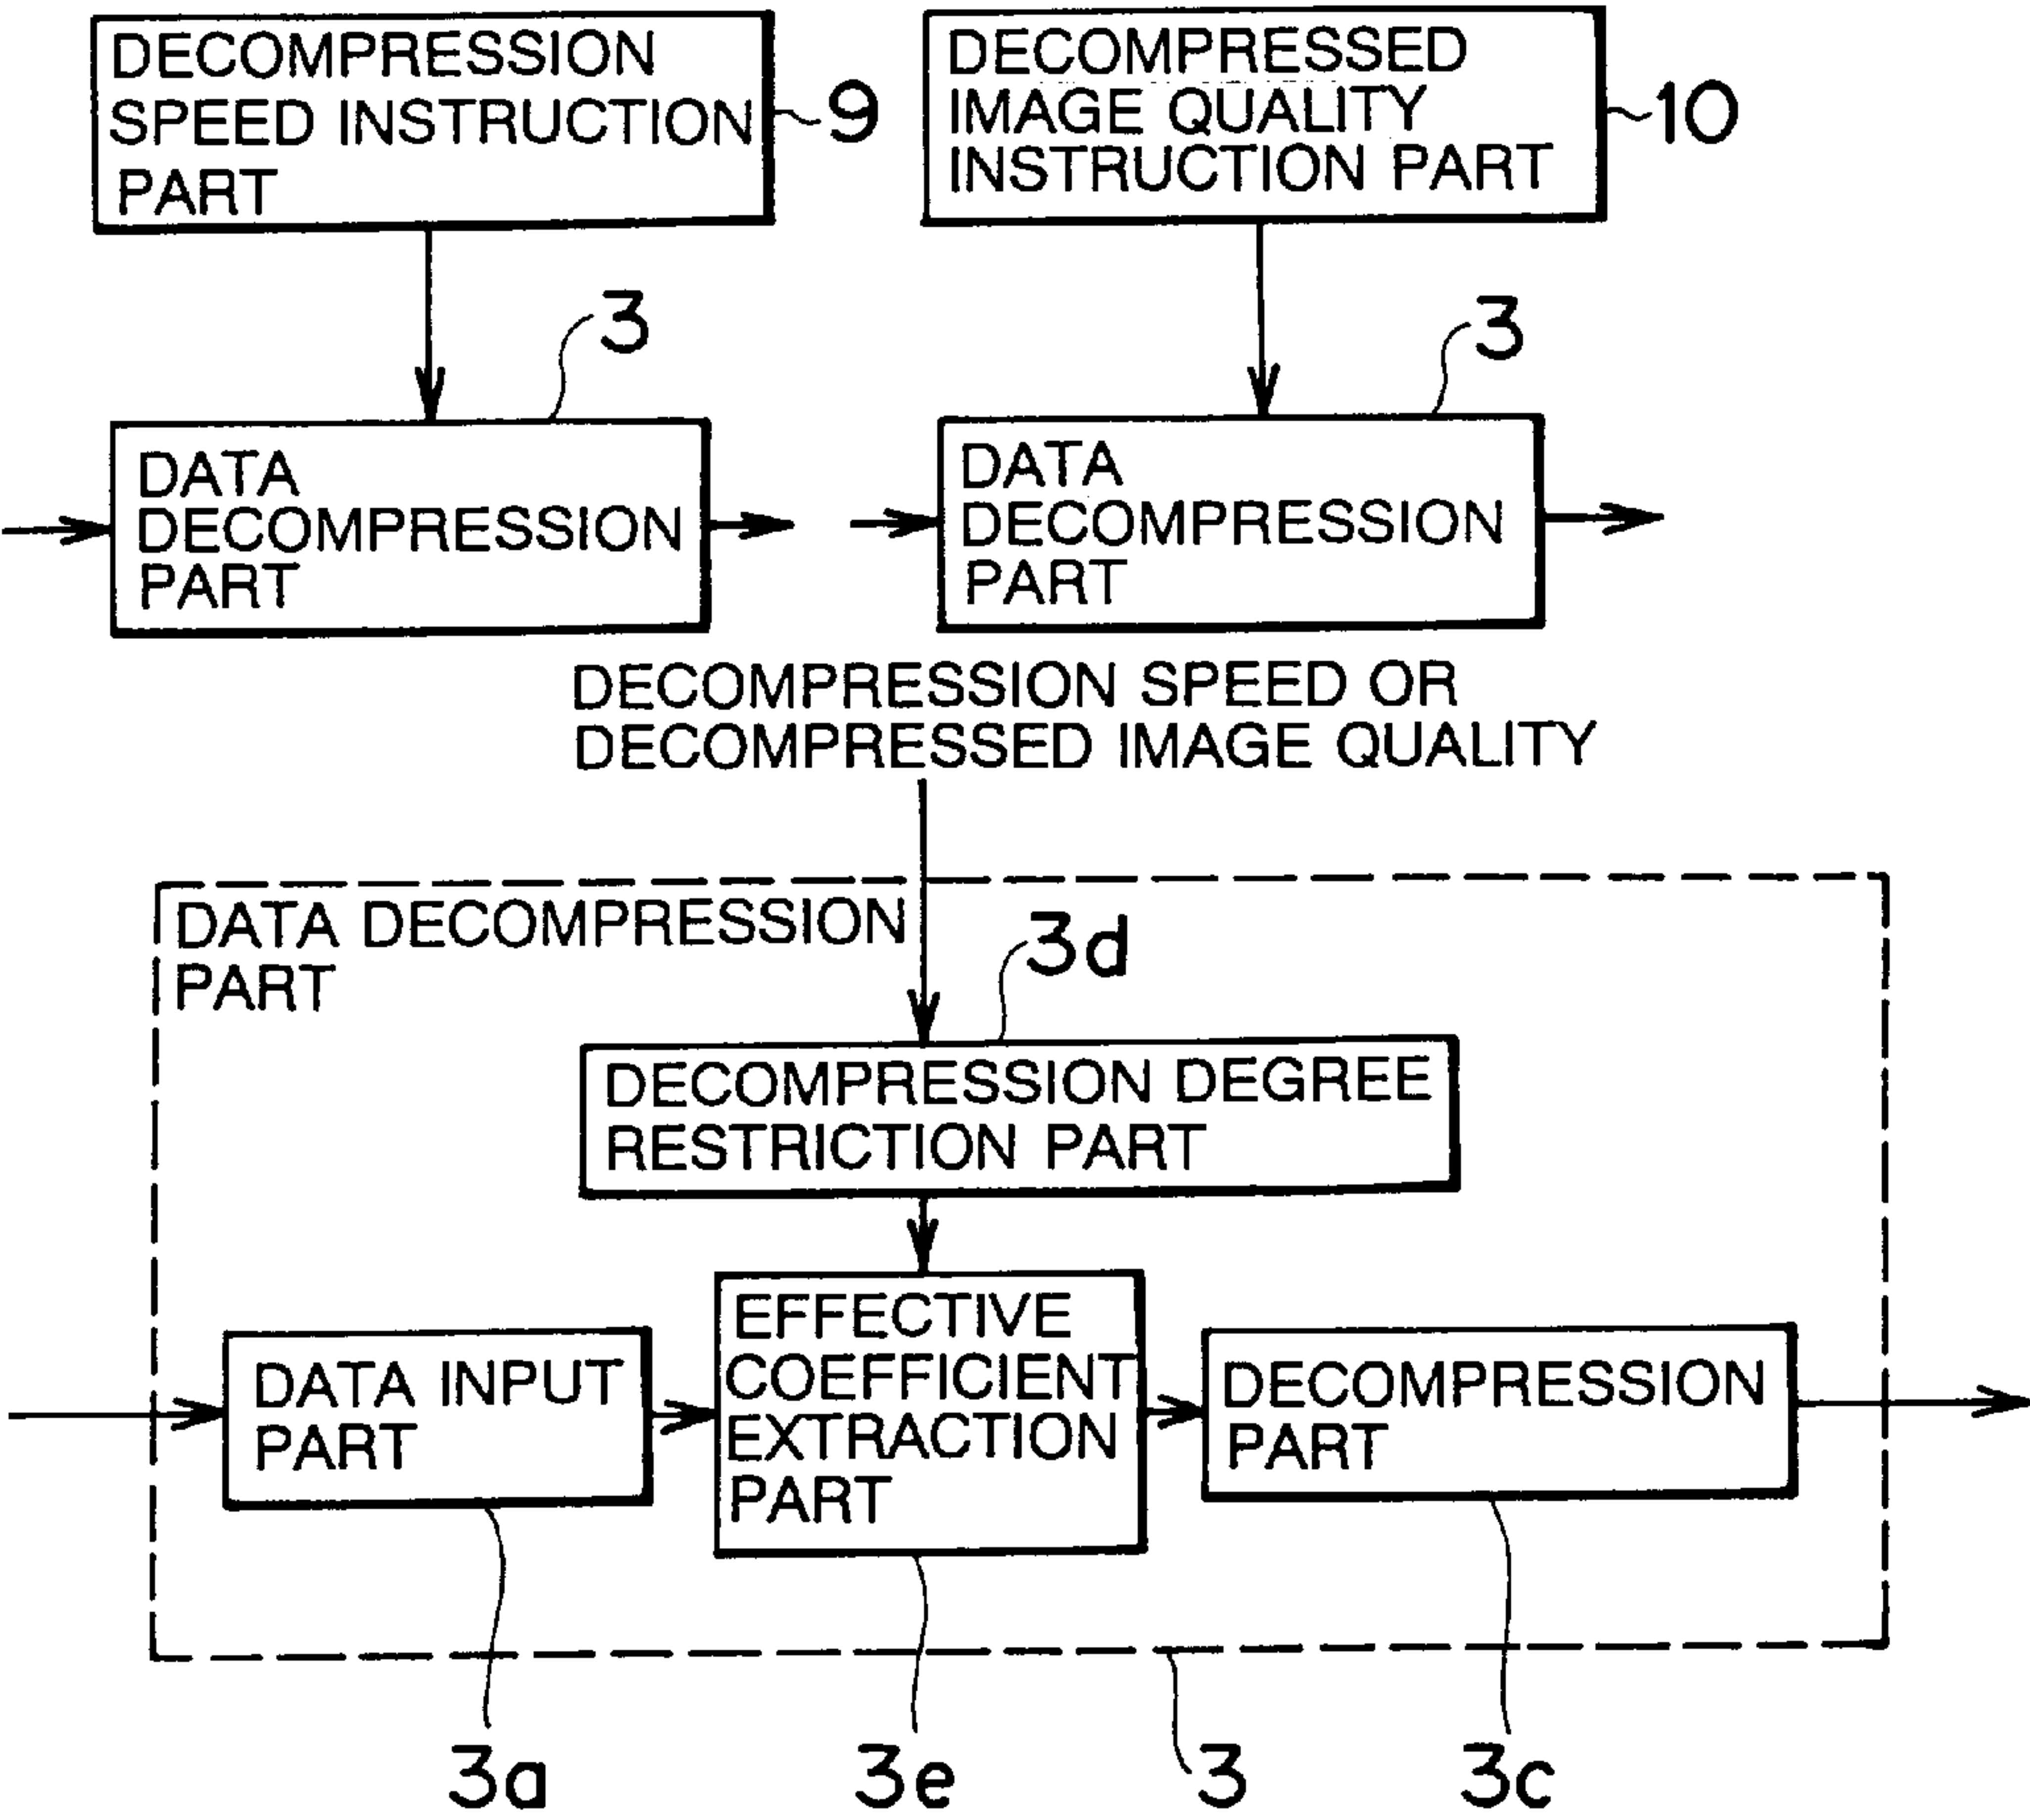 DECOMPRESSION
SPEED INSTRUCTION
PART
9
DECOMPRESSED
IMAGE QUALITY
INSTRUCTION PART
10
3
DATA
DECOMPRESSION
PART
3
DATA
DECOMPRESSION
PART
DECOMPRESSION SPEED OR
DECOMPRESSED IMAGE QUALITY
DATA DECOMPRESSION
PART
3d
DECOMPRESSION DEGREE
RESTRICTION PART
DATA INPUT
PART
EFFECTIVE
COEFFICIENT
EXTRACTION
PART
DECOMPRESSION
PART
3a
3e
3
3c